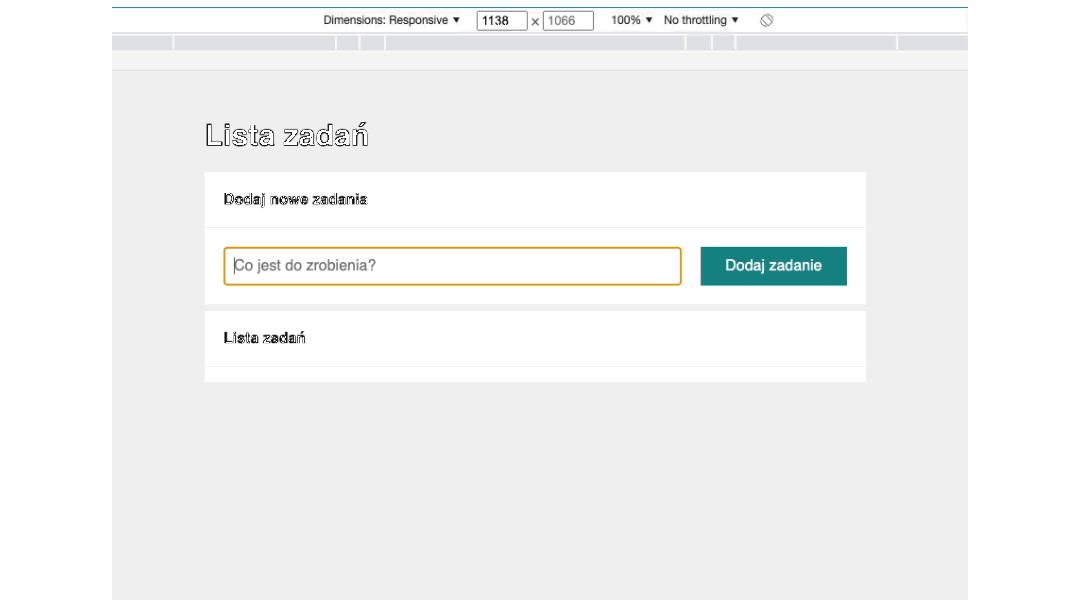 Dimensions: Responsive ▼ 1138 × 1066 100% ▼ No throttling ▼
Lista zadań
Dodaj nowe zadania
Co jest do zrobienia? Dodaj zadanie
Lista zadań